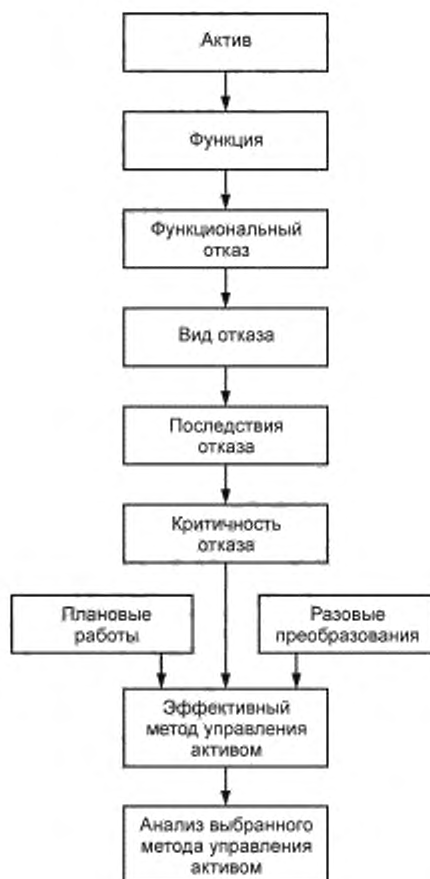 Актив
Функция
Функциональный
отказ
Вид отказа
Последствия
отказа
Критичность
отказа
Плановые
работы
Разовые
преобразования
Эффективный
метод управления
активом
Анализ выбранного
метода управления
активом